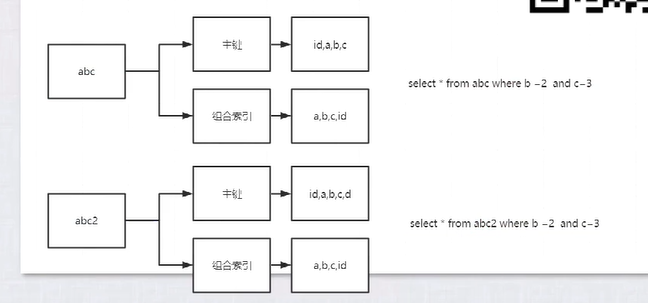 主键
id,a,b,c
abc
select * from abc where b =2 and c=3
组合索引
a,b,c,id
主键
id,a,b,c,d
abc2
select * from abc2 where b =2 and c=3
组合索引
a,b,c,id